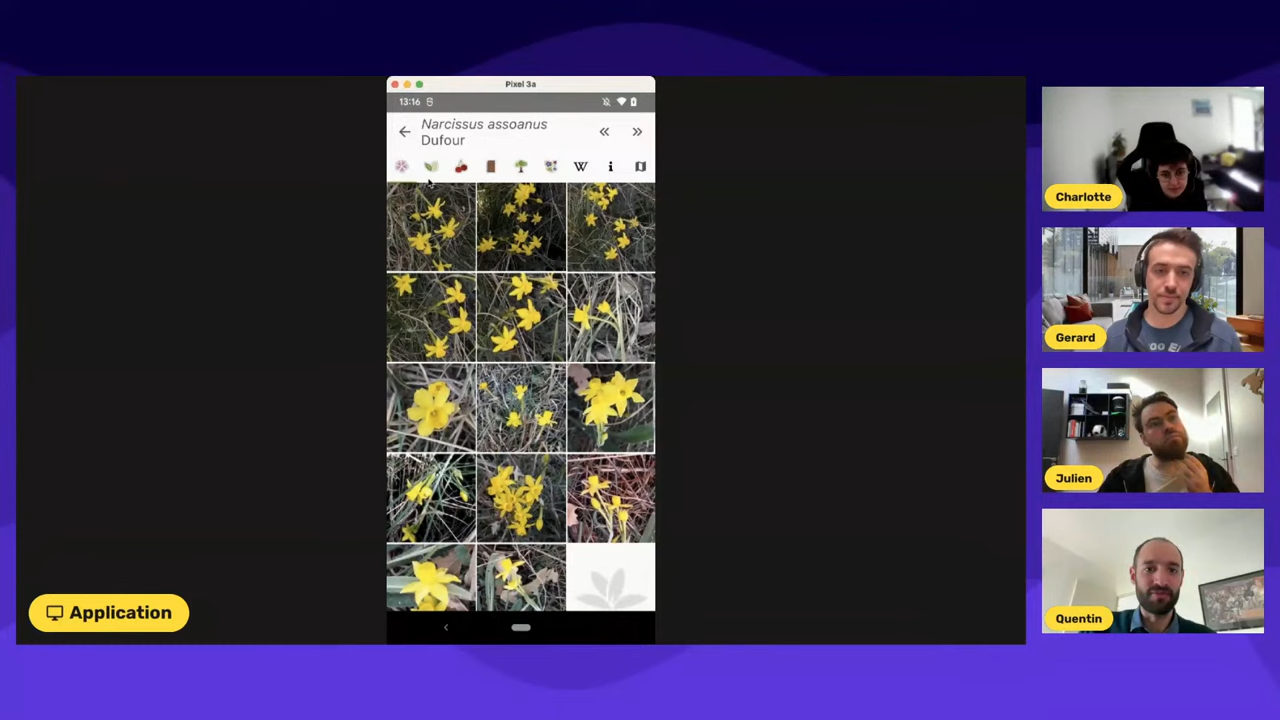 Pixel 3a
13:16
Narcissus assoanus
Dufour
W
i
Application
Charlotte
Gerard
Julien
Quentin